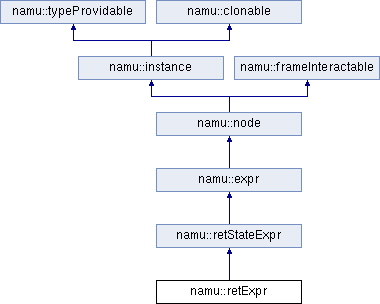 namu::typeProvidable namu::clonable
namu::instance namu::frameInteractable
namu::node
namu::expr
namu::retStateExpr
namu::retExpr